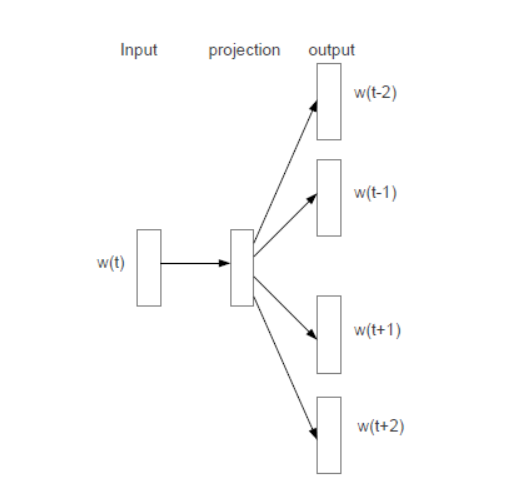 Input projection output
w(t-2)
w(t-1)
w(t)
w(t+1)
w(t+2)